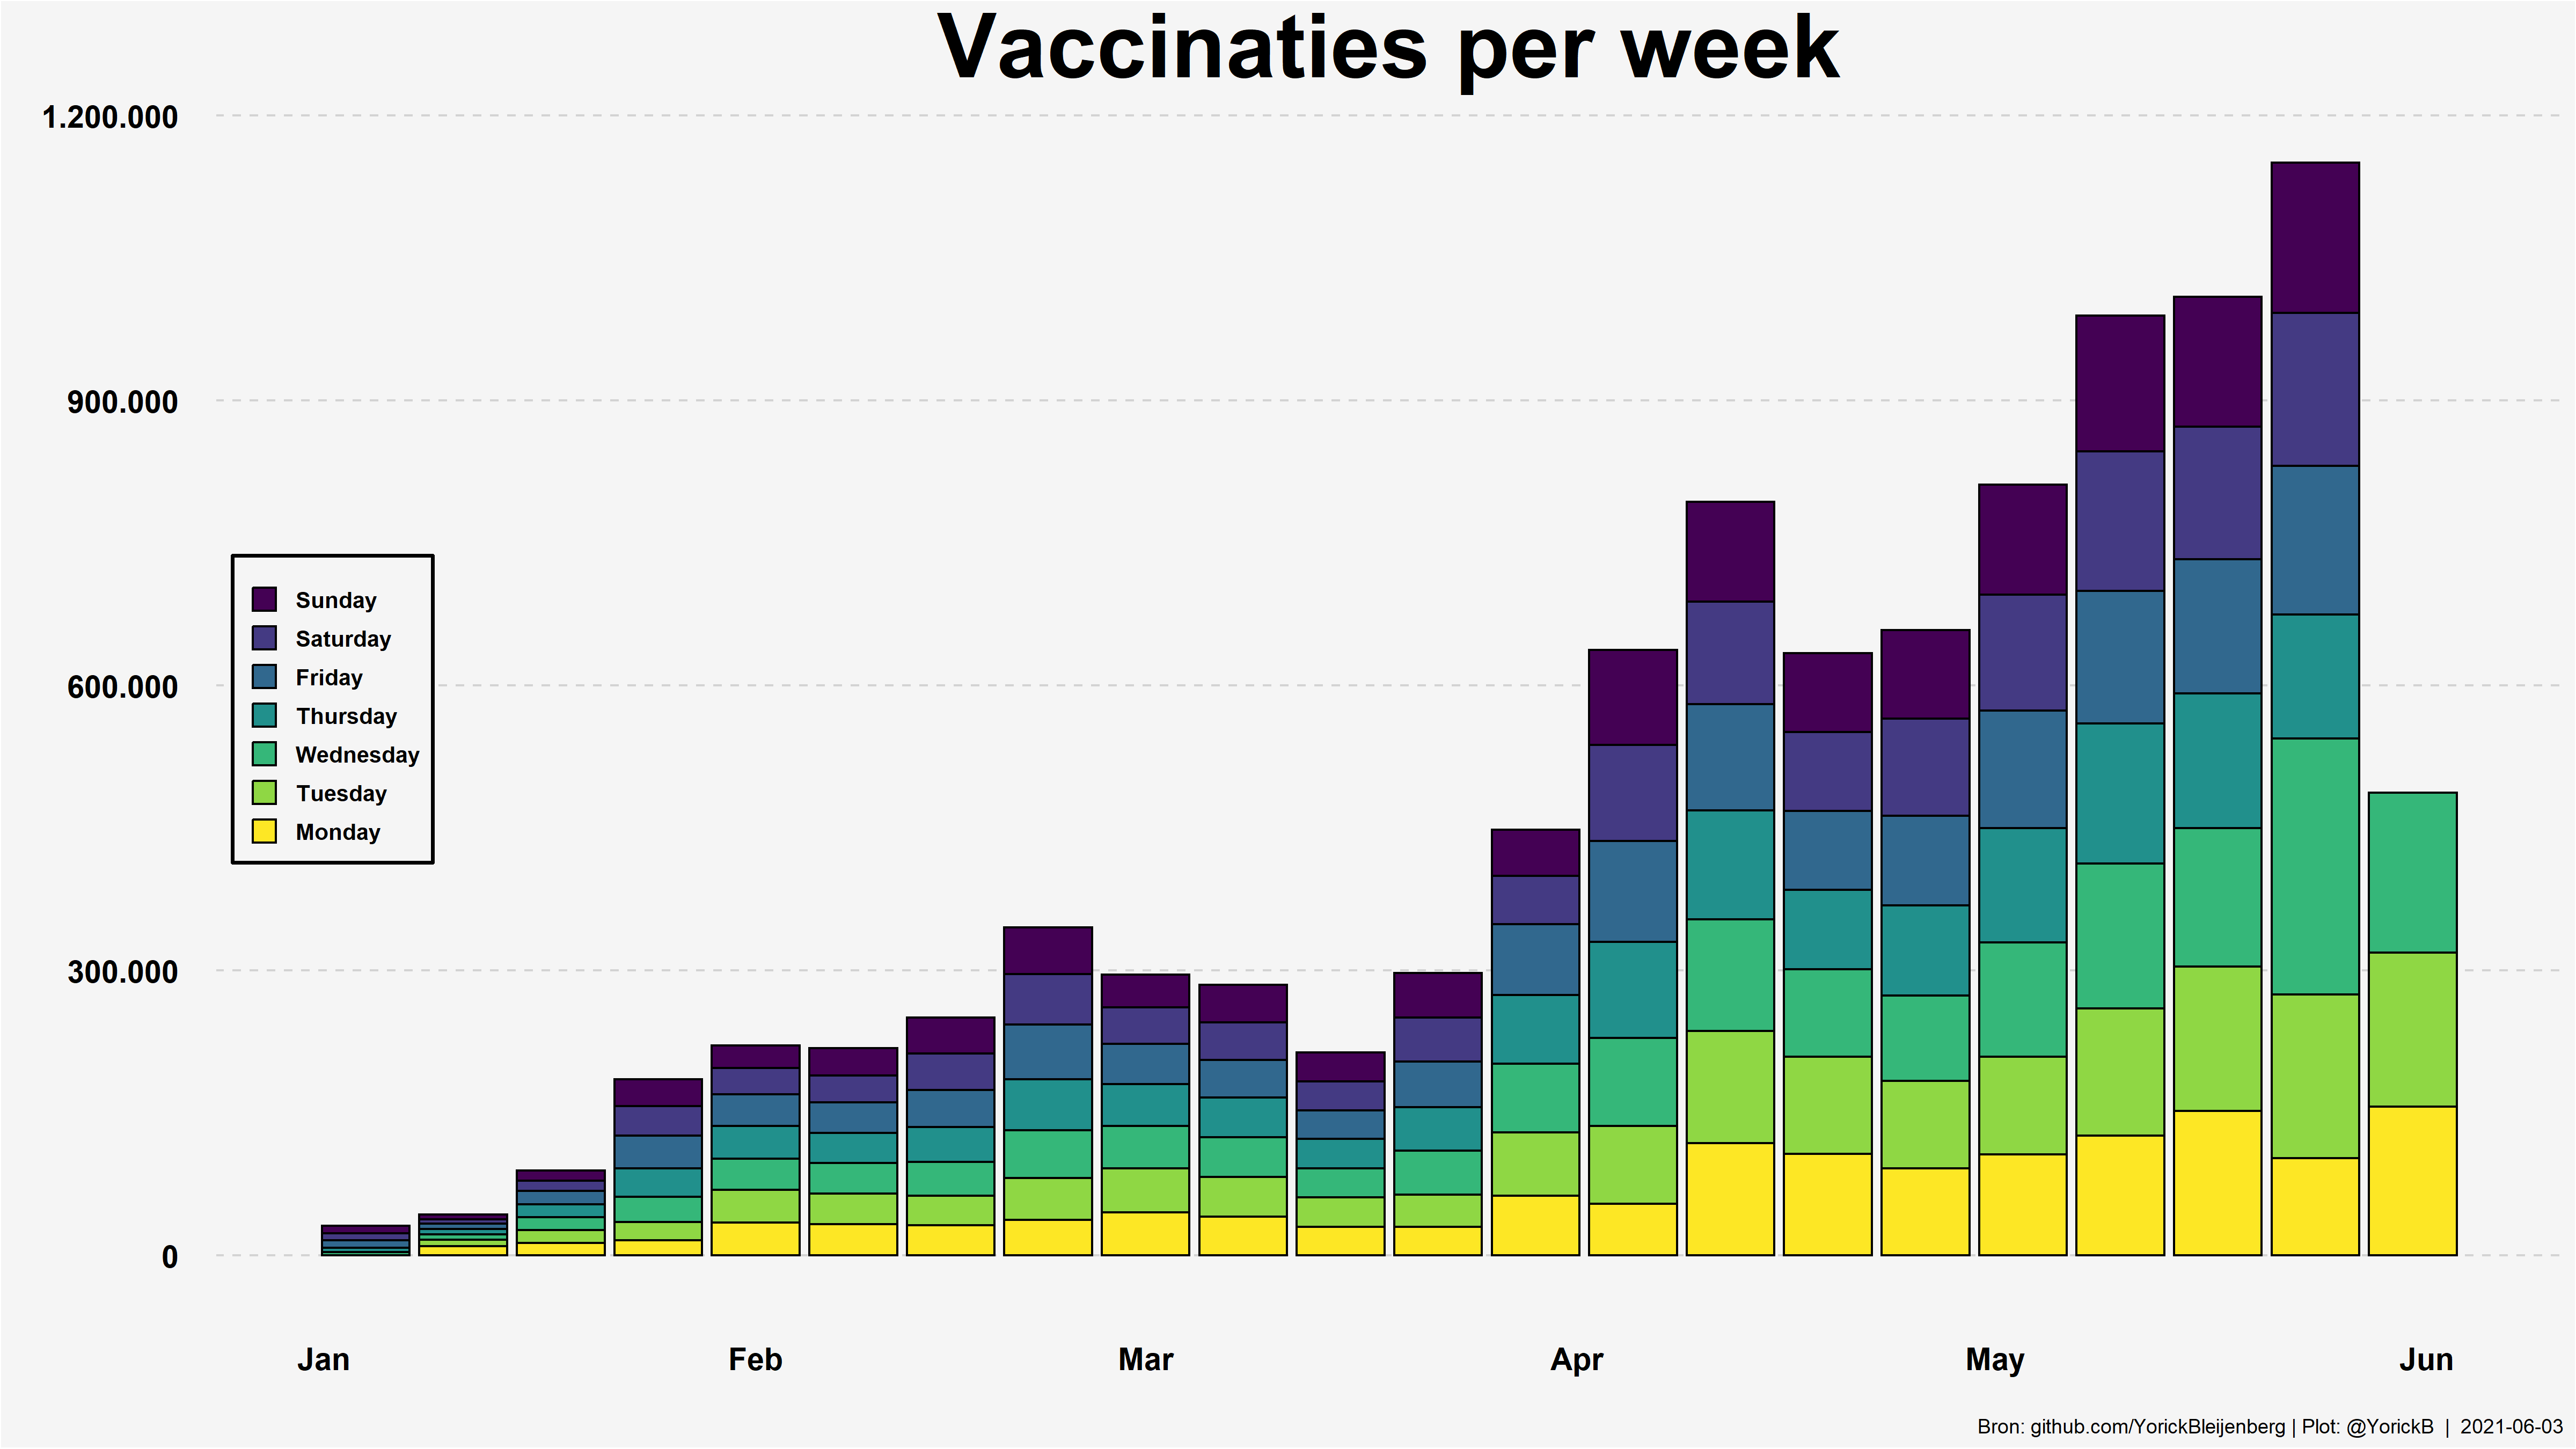 Vaccinaties per week
1.200.000
900.000
600.000
300.000
0
Sunday
Saturday
Friday
Thursday
Wednesday
Tuesday
Monday
Jan Feb Mar Apr May Jun
Bron: github.com/YorickBleijenberg | Plot: @YorickB | 2021-06-03